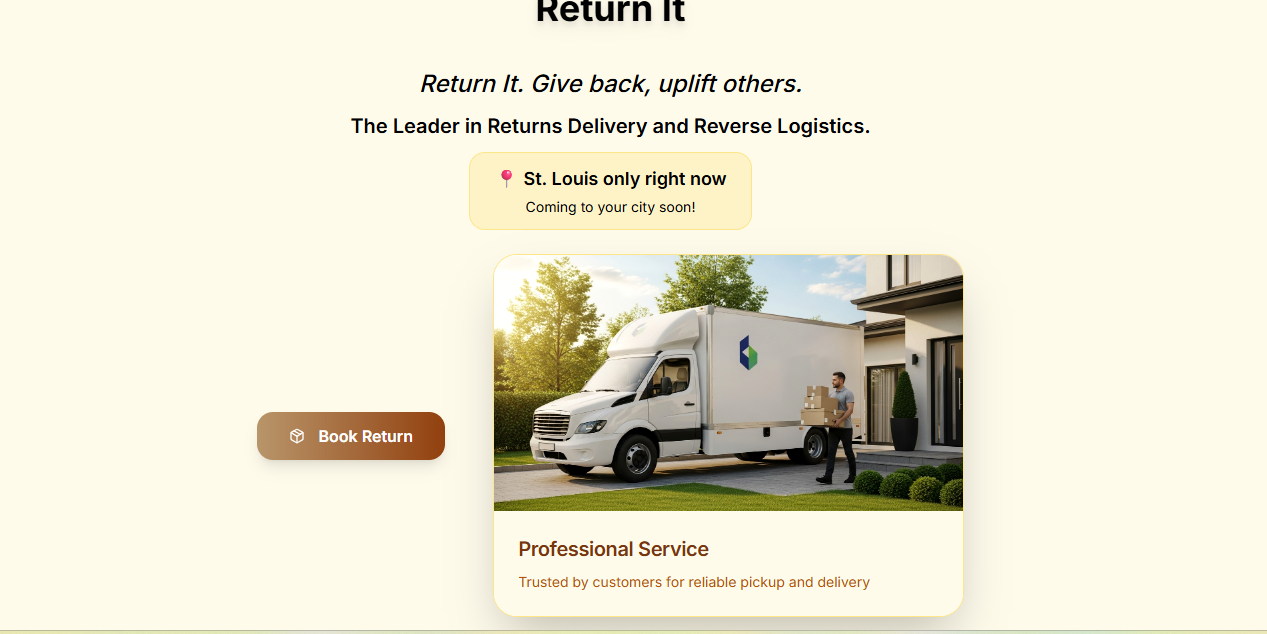 Return It
Return It. Give back, uplift others.
The Leader in Returns Delivery and Reverse Logistics.
📍 St. Louis only right now
Coming to your city soon!
Book Return
Professional Service
Trusted by customers for reliable pickup and delivery